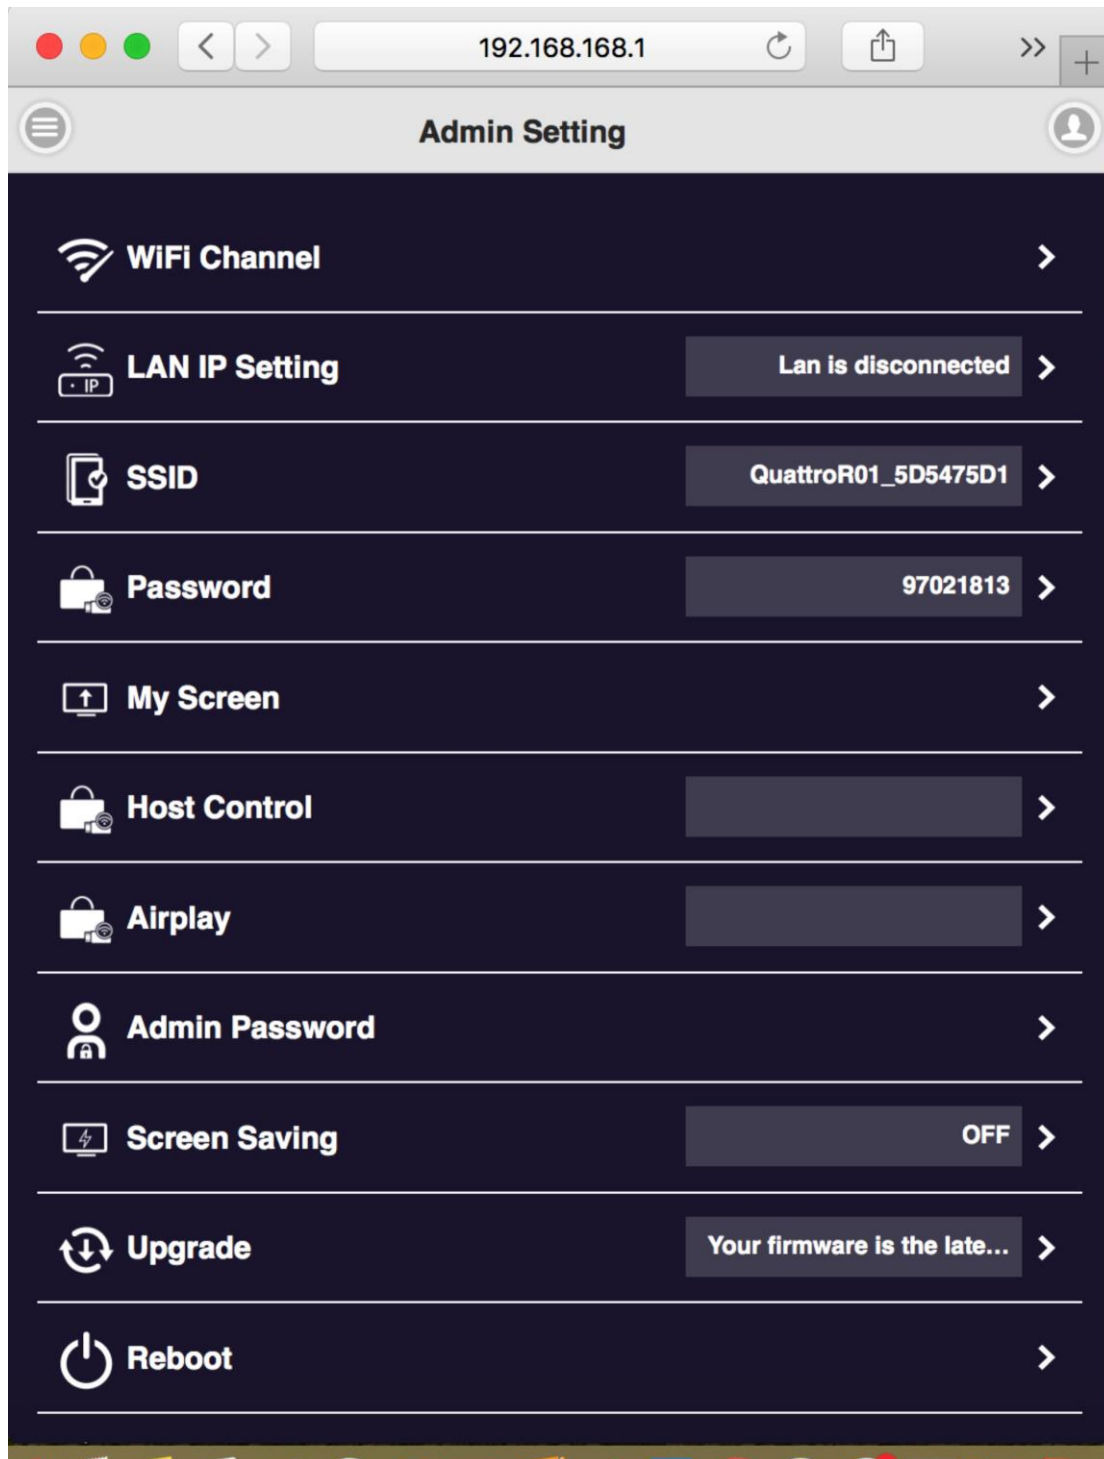 192.168.168.1
Admin Setting
WiFi Channel
IP
LAN IP Setting
Lan is disconnected
SSID
QuattroR01_5D5475D1
Password
97021813
My Screen
Host Control
Airplay
Admin Password
Screen Saving
OFF
Upgrade
Your firmware is the late...
Reboot